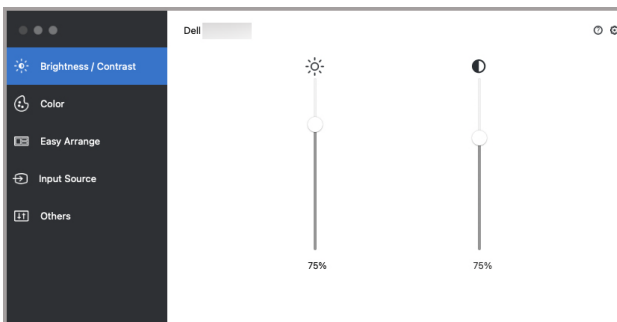 Dell
Brightness / Contrast
Color
Easy Arrange
Input Source
Others
75%
75%